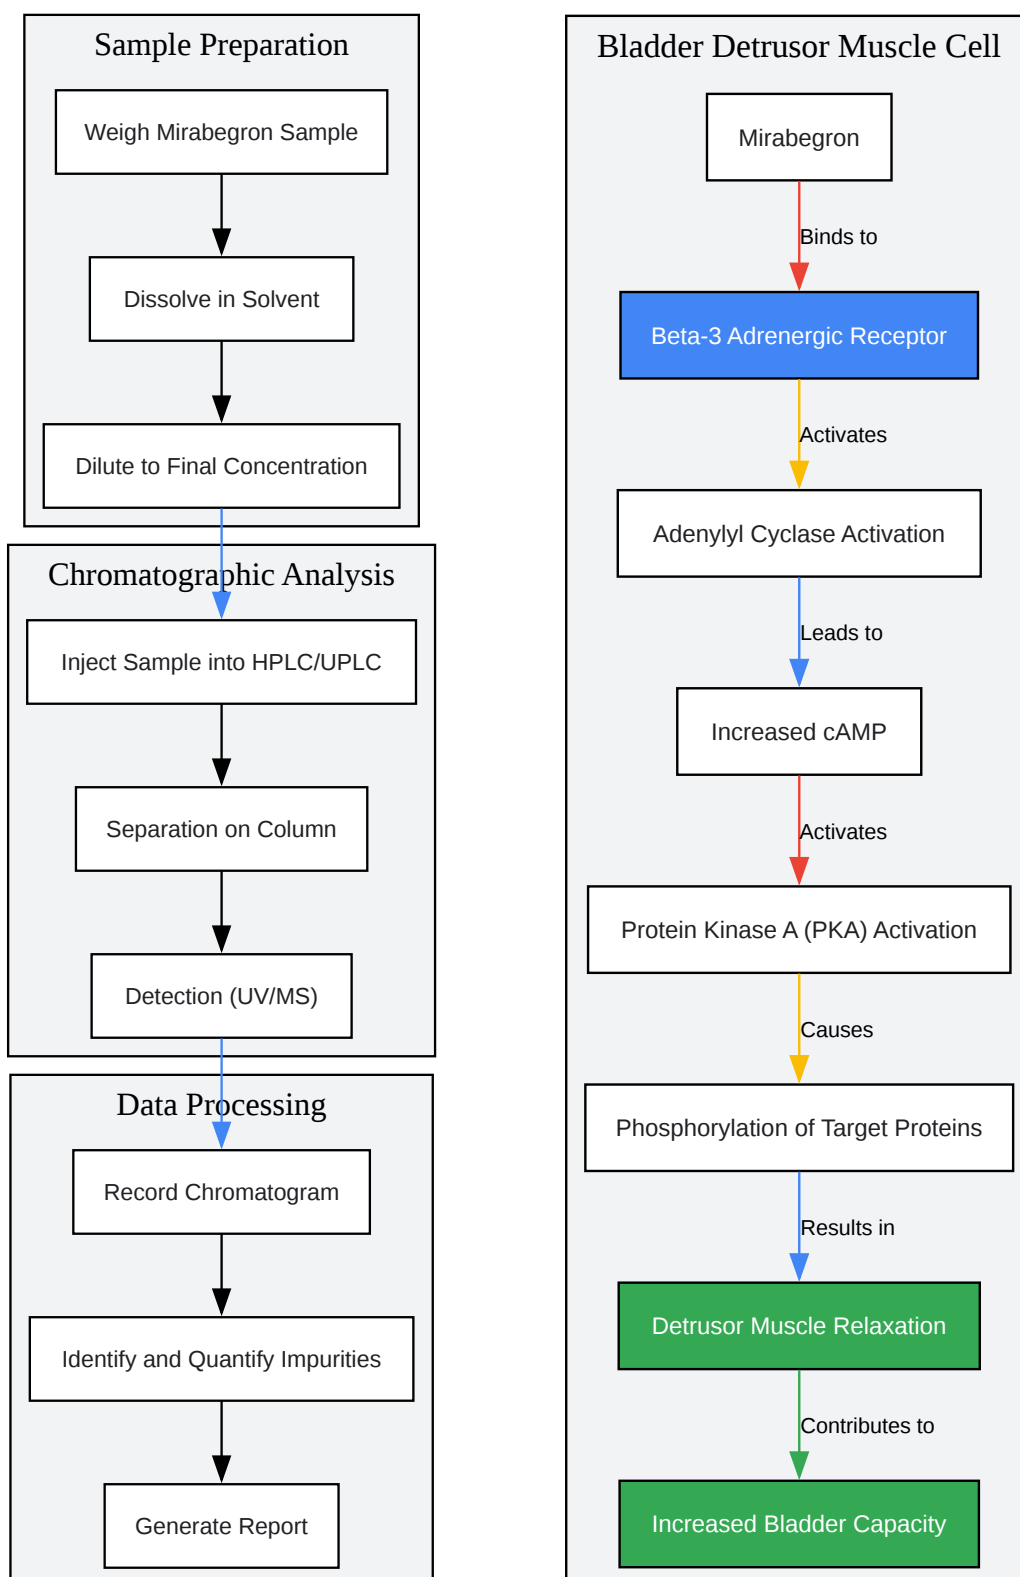 Sample Preparation
Weigh Mirabegron Sample
Dissolve in Solvent
Dilute to Final Concentration
Chromatographic Analysis
Inject Sample into HPLC/UPLC
Separation on Column
Detection (UV/MS)
Data Processing
Record Chromatogram
Identify and Quantify Impurities
Generate Report
Bladder Detrusor Muscle Cell
Mirabegron
Binds to
Beta-3 Adrenergic Receptor
Activates
Adenylyl Cyclase Activation
Leads to
Increased cAMP
Activates
Protein Kinase A (PKA) Activation
Causes
Phosphorylation of Target Proteins
Results in
Detrusor Muscle Relaxation
Contributes to
Increased Bladder Capacity